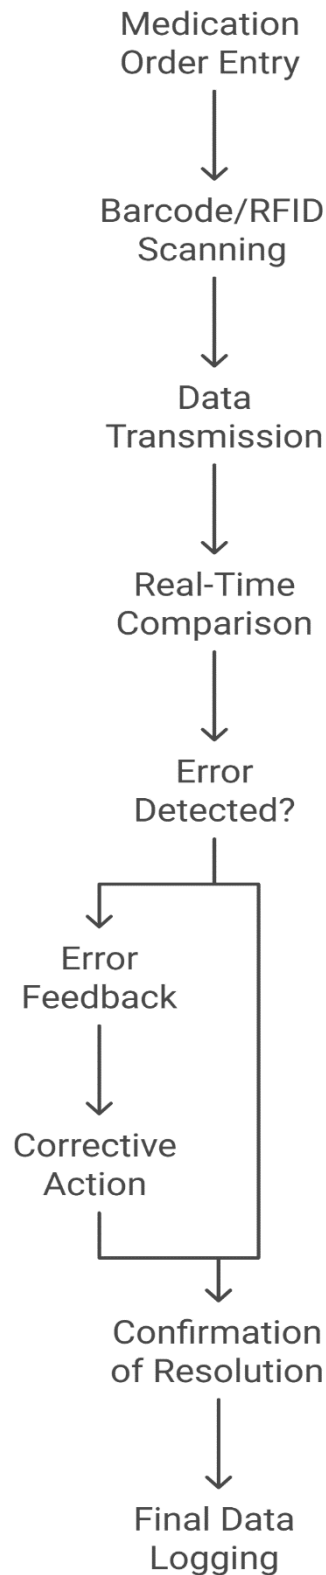 Medication
Order Entry
Barcode/RFID
Scanning
Data
Transmission
Real-Time
Comparison
Error
Detected?
Error
Feedback
Corrective
Action
Confirmation
of Resolution
Final Data
Logging